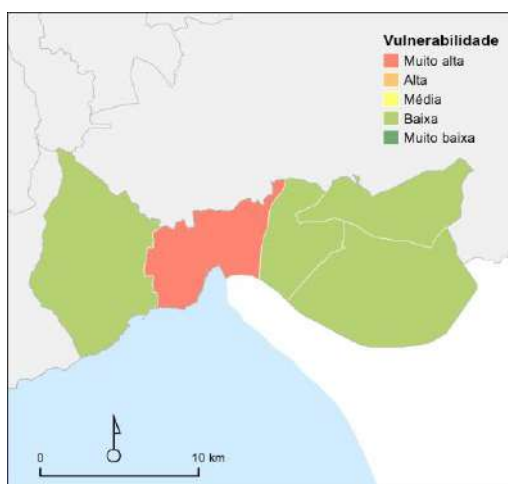 Vulnerabilidade
Muito alta
Alta
Média
Baixa
Muito baixa
0 10 km